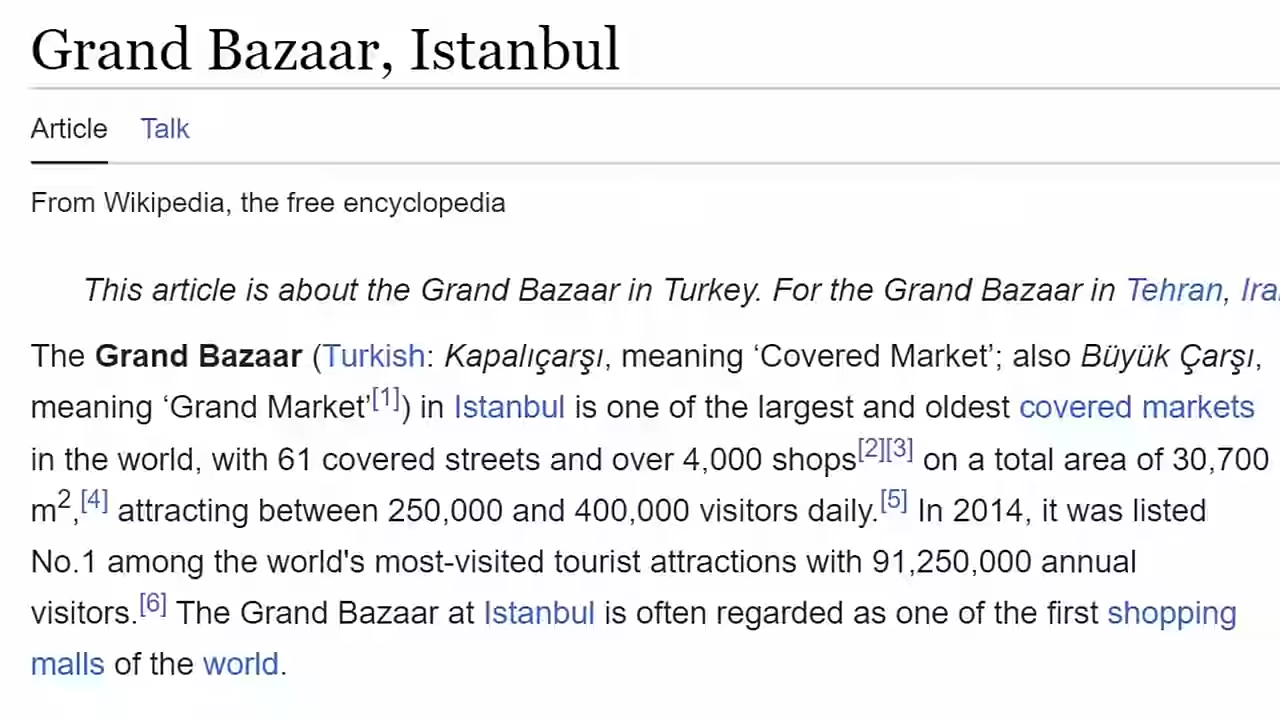 Grand Bazaar, Istanbul
Article Talk
From Wikipedia, the free encyclopedia
This article is about the Grand Bazaar in Turkey. For the Grand Bazaar in Tehran,
The Grand Bazaar (Turkish: Kapalıçarşı, meaning ‘Covered Market’; also Büyük Çarşı,
meaning ‘Grand Market’[1]) in Istanbul is one of the largest and oldest covered markets
in the world, with 61 covered streets and over 4,000 shops[2][3] on a total area of 30,700
m2,[4] attracting between 250,000 and 400,000 visitors daily.[5] In 2014, it was listed
No.1 among the world's most-visited tourist attractions with 91,250,000 annual
visitors.[6] The Grand Bazaar at Istanbul is often regarded as one of the first shopping
malls of the world.